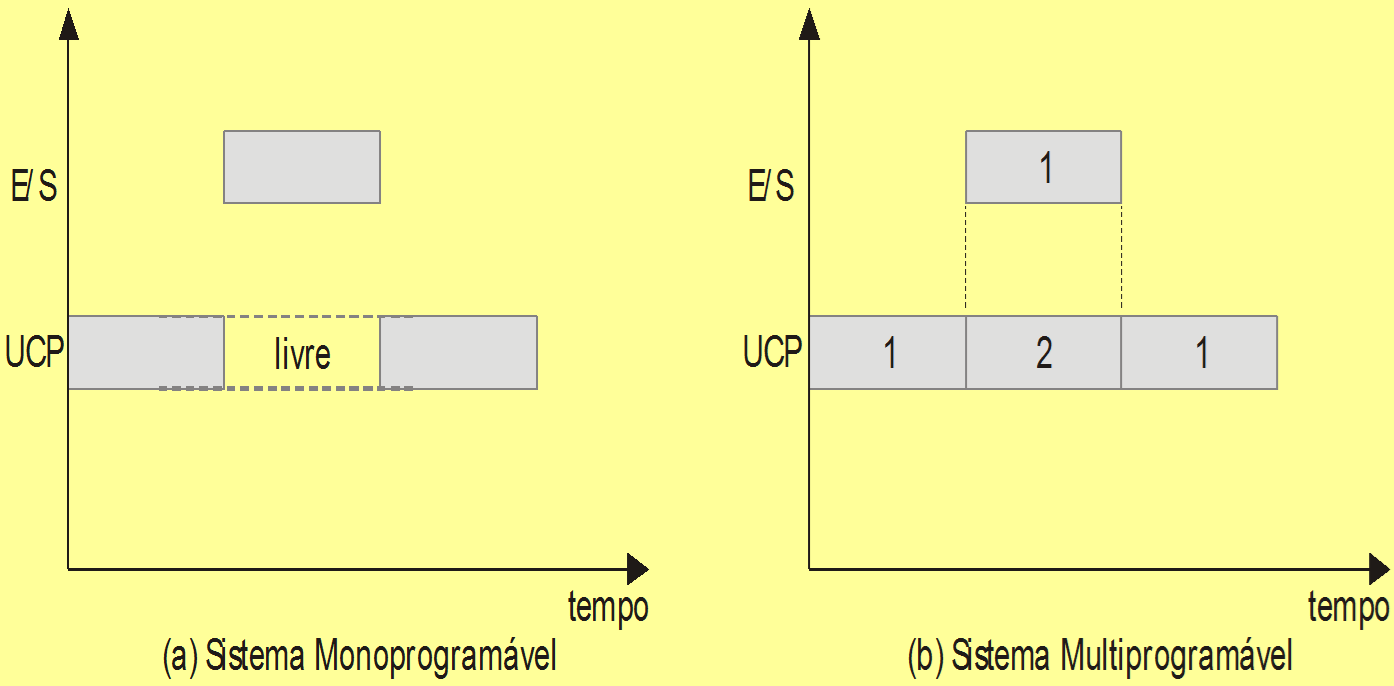 E/S
UCP
livre
tempo
(a) Sistema Monoprogramável
E/S
1
UCP
1 2 1
tempo
(b) Sistema Multiprogramável